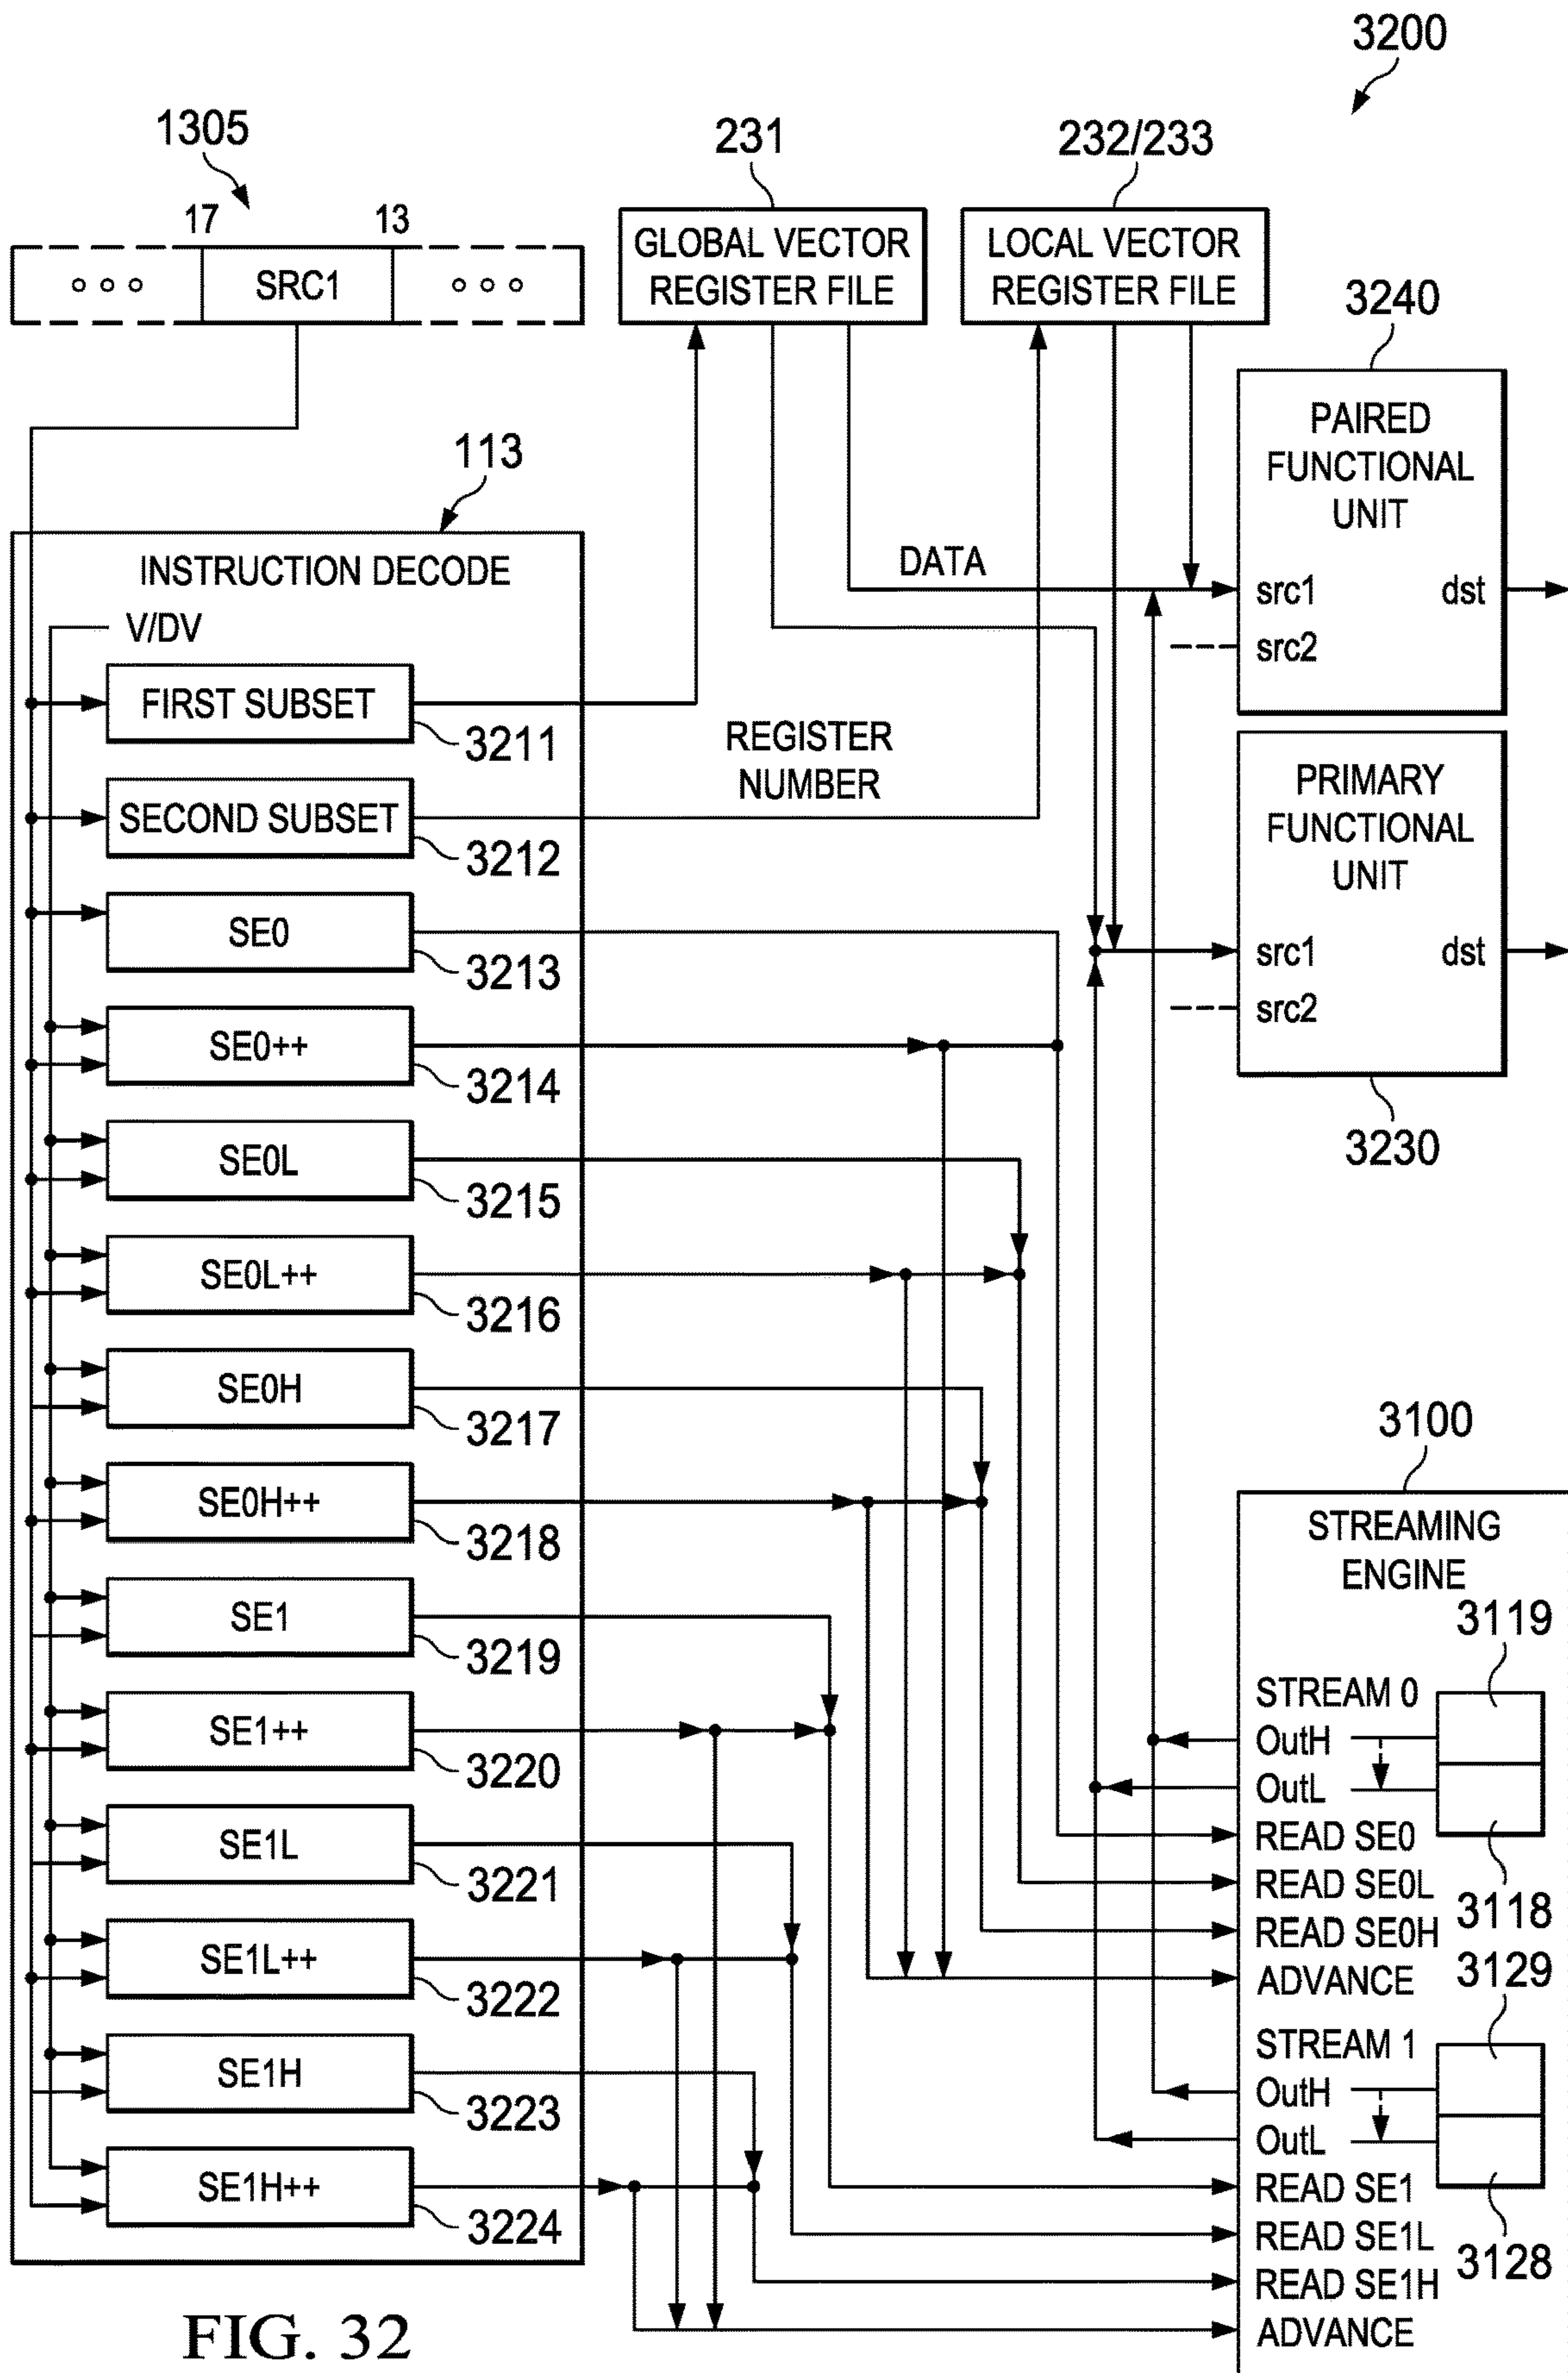 3200
1305
231
232/233
17
13
○ ○ ○
SRC1
○ ○ ○
GLOBAL VECTOR
REGISTER FILE
LOCAL VECTOR
REGISTER FILE
3240
PAIRED
FUNCTIONAL
UNIT
src1
dst
src2
DATA
113
INSTRUCTION DECODE
V/DV
FIRST SUBSET
3211
REGISTER
NUMBER
SECOND SUBSET
3212
PRIMARY
FUNCTIONAL
UNIT
src1
dst
src2
3230
SE0
3213
SE0++
3214
SE0L
3215
SE0L++
3216
SE0H
3217
SE0H++
3218
SE1
3219
SE1++
3220
SE1L
3221
SE1L++
3222
SE1H
3223
SE1H++
3224
3100
STREAMING
ENGINE
3119
STREAM 0
OutH
OutL
READ SE0
READ SE0L
3118
READ SE0H
3129
ADVANCE
STREAM 1
OutH
OutL
READ SE1
READ SE1L
3128
READ SE1H
ADVANCE
FIG. 32